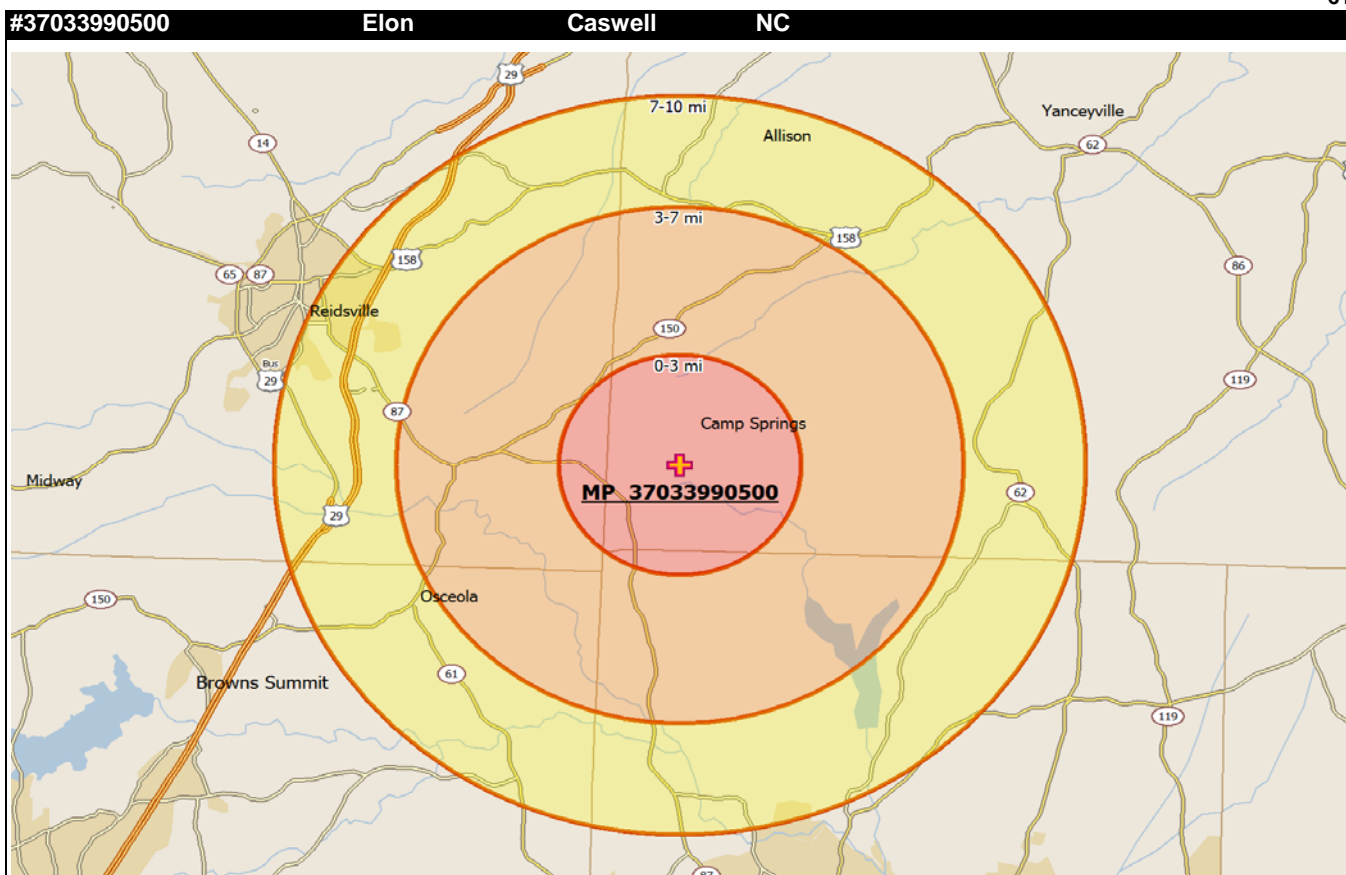 #37033990500 Elon Caswell NC
29
7-10 mi
Yanceyville
Allison
14
62
3-7 mi
158
158
65 87
86
Reidsville
150
0-3 mi
Bus
29
119
87
Camp Springs
Midway
MP 37033990500
62
29
150
Osceola
61
Browns Summit
119
87